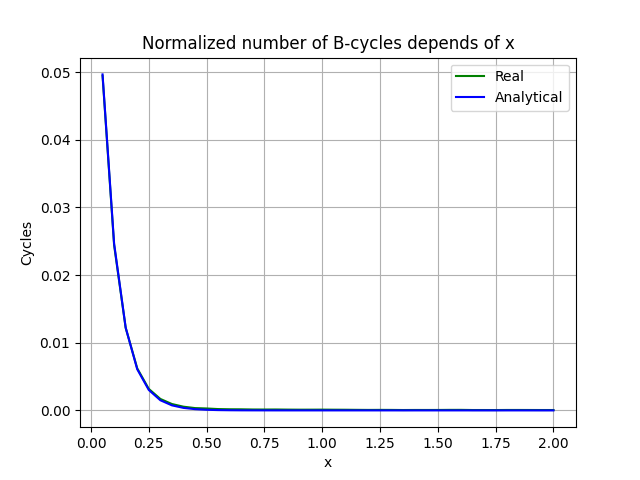 Normalized number of B-cycles depends of x
Real
Analytical
0.05
0.04
0.03
0.02
0.01
0.00
Cycles
0.00 0.25 0.50 0.75 1.00 1.25 1.50 1.75 2.00
x